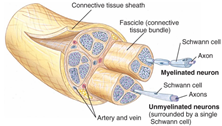 Connective tissue sheath
Fascicle (connective
tissue bundle)
Schwann cell
Axon
Myelinated neuron
Schwann cell
Axons
Unmyelinated neurons
(surrounded by a single
Schwann cell)
Artery and vein